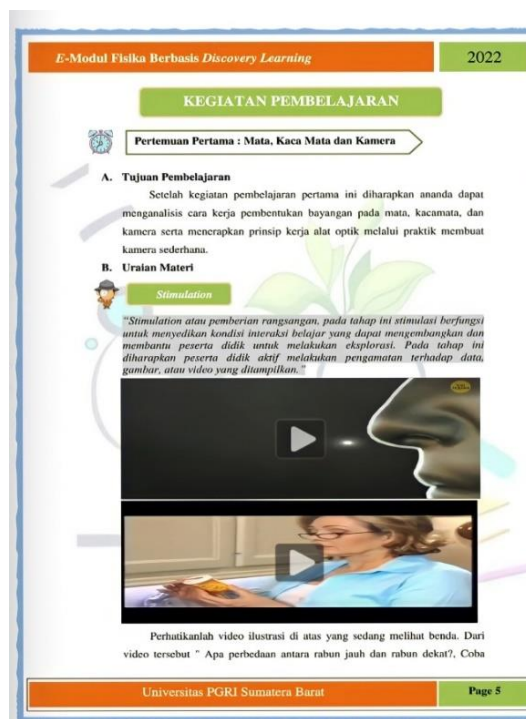 E-Modul Fisika Berbasis Discovery Learning
2022
KEGIATAN PEMBELAJARAN
Pertemuan Pertama : Mata, Kaca Mata dan Kamera
A. Tujuan Pembelajaran
Setelah kegiatan pembelajaran pertama ini diharapkan ananda dapat
menganalisis cara kerja pembentukan bayangan pada mata, kacamata, dan
kamera serta menerapkan prinsip kerja alat optik melalui praktik membuat
kamera sederhana.
B. Uraian Materi
Stimulation
"Stimulation atau pemberian rangsangan, pada tahap ini stimulasi berfungsi
untuk menyedikan kondisi interaksi belajar yang dapat mengembangkan dan
membantu peserta didik untuk melakukan eksplorasi. Pada tahap ini
diharapkan peserta didik aktif melakukan pengamatan terhadap data,
gambar, atau video yang ditampilkan."
Perhatikanlah video ilustrasi di atas yang sedang melihat benda. Dari
video tersebut " Apa perbedaan antara rabun jauh dan rabun dekat?, Coba
Universitas PGRI Sumatera Barat
Page 5